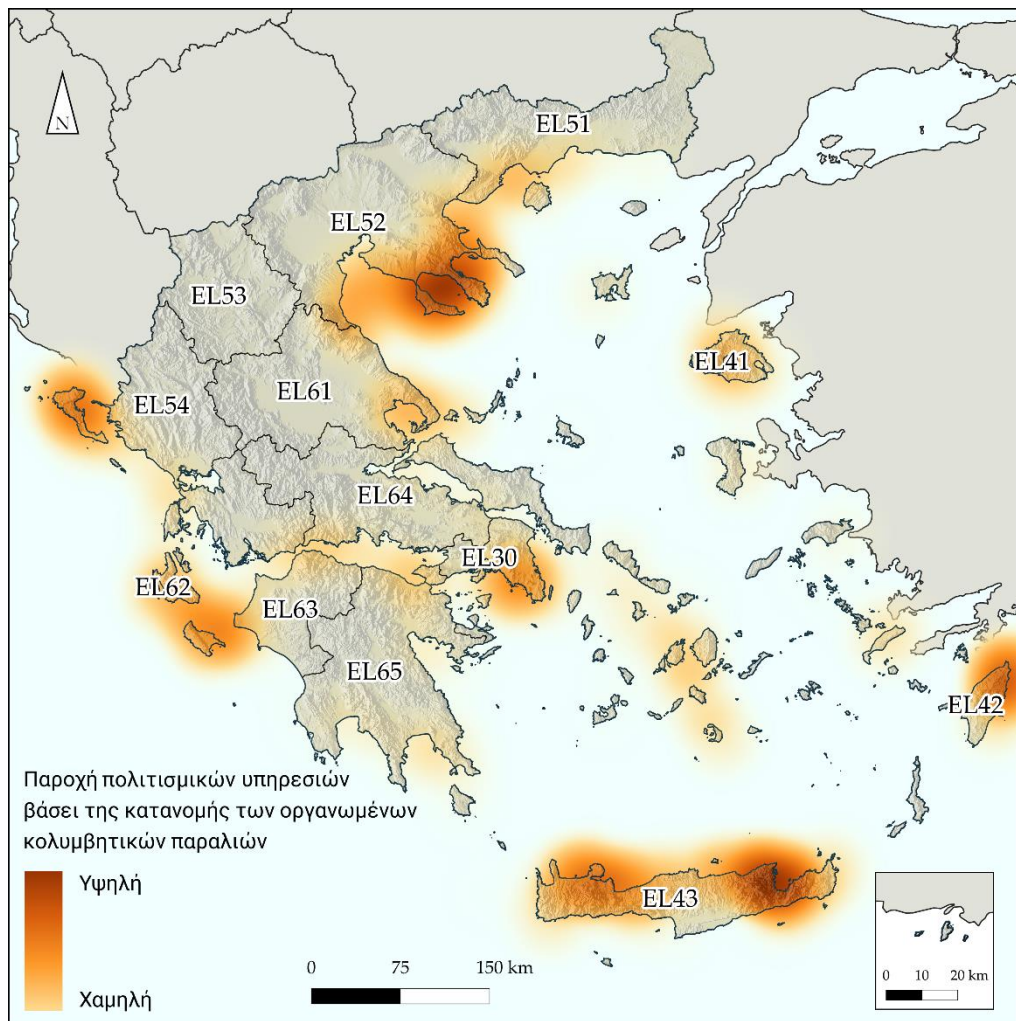 N
EL51
EL52
EL53
EL41
EL61
EL54
EL64
EL30
EL62
EL63
EL65
EL42
EL43
Παροχή πολιτισμικών υπηρεσιών
βάσει της κατανομής των οργανωμένων
κολυμβητικών παραλιών
Υψηλή
Χαμηλή
0 75 150 km
0 10 20 km